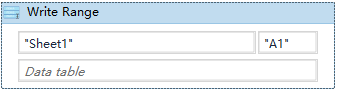 Write Range
"Sheet1" "A1"
Data table